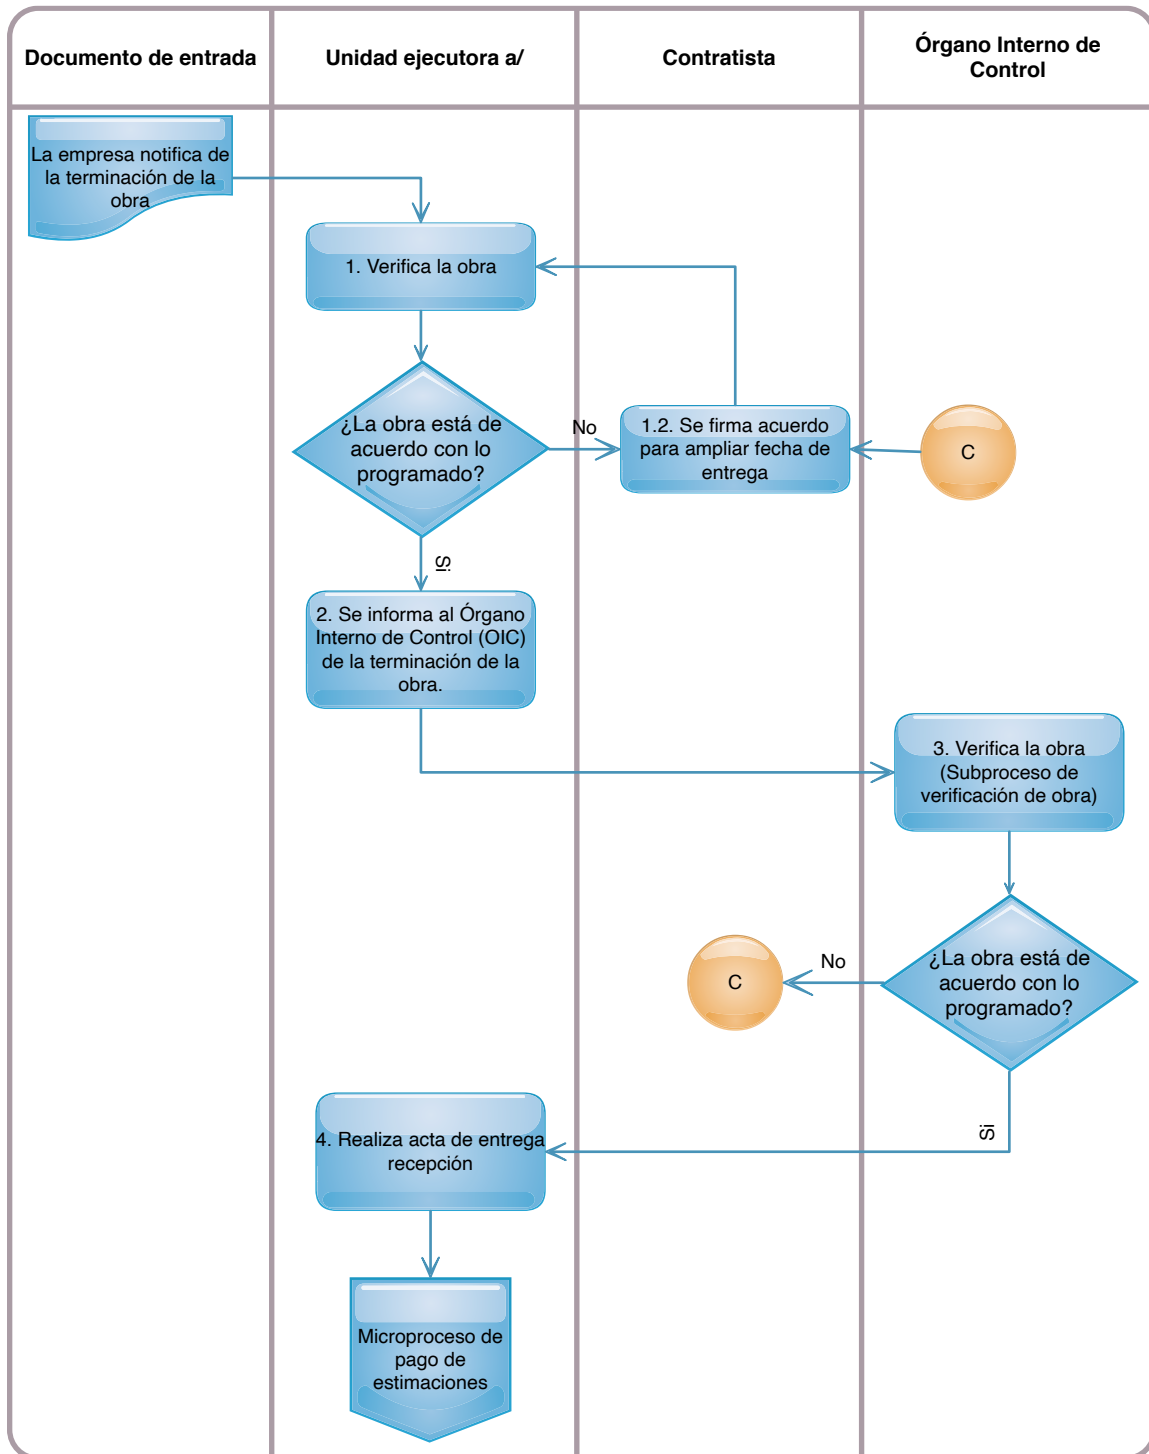 Documento de entrada
Unidad ejecutora a/
Contratista
Órgano Interno de
Control
La empresa notifica de
la terminación de la
obra
1. Verifica la obra
¿La obra está de
acuerdo con lo
programado?
No
1.2. Se firma acuerdo
para ampliar fecha de
entrega
C
Si
2. Se informa al Órgano
Interno de Control (OIC)
de la terminación de la
obra.
3. Verifica la obra
(Subproceso de
verificación de obra)
¿La obra está de
acuerdo con lo
programado?
No
C
Si
4. Realiza acta de entrega
recepción
Microproceso de
pago de
estimaciones